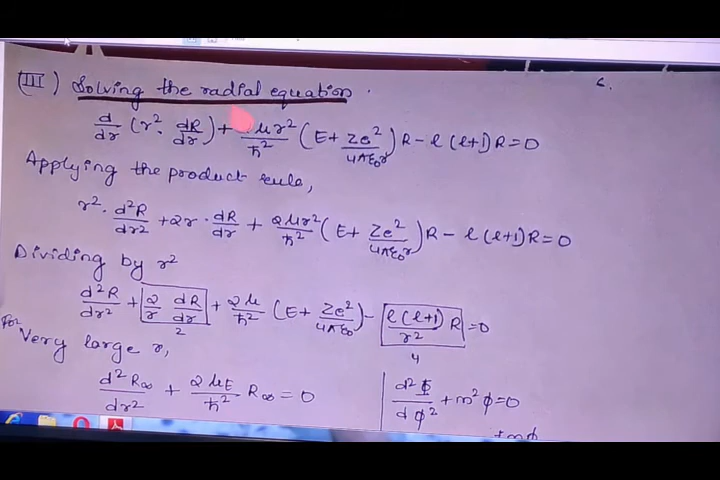 6.
(III) Solving the radial equation.
d/dr (r². dR/dr) + 2μr²/ħ² (E + Ze²/4πε₀r) R - l(l+1)R = 0
Applying the product rule,
r². d²R/dr² + 2r. dR/dr + 2μr²/ħ² (E + Ze²/4πε₀r) R - l(l+1)R = 0
Dividing by r²
d²R/dr² + 2/r dR/dr + 2μ/ħ² (E + Ze²/4πε₀) - l(l+1)/r² R = 0
2 4
For Very large r,
d²R∞/dr² + 2μE/ħ² R∞ = 0
d²Φ/dφ² + m²φ = 0